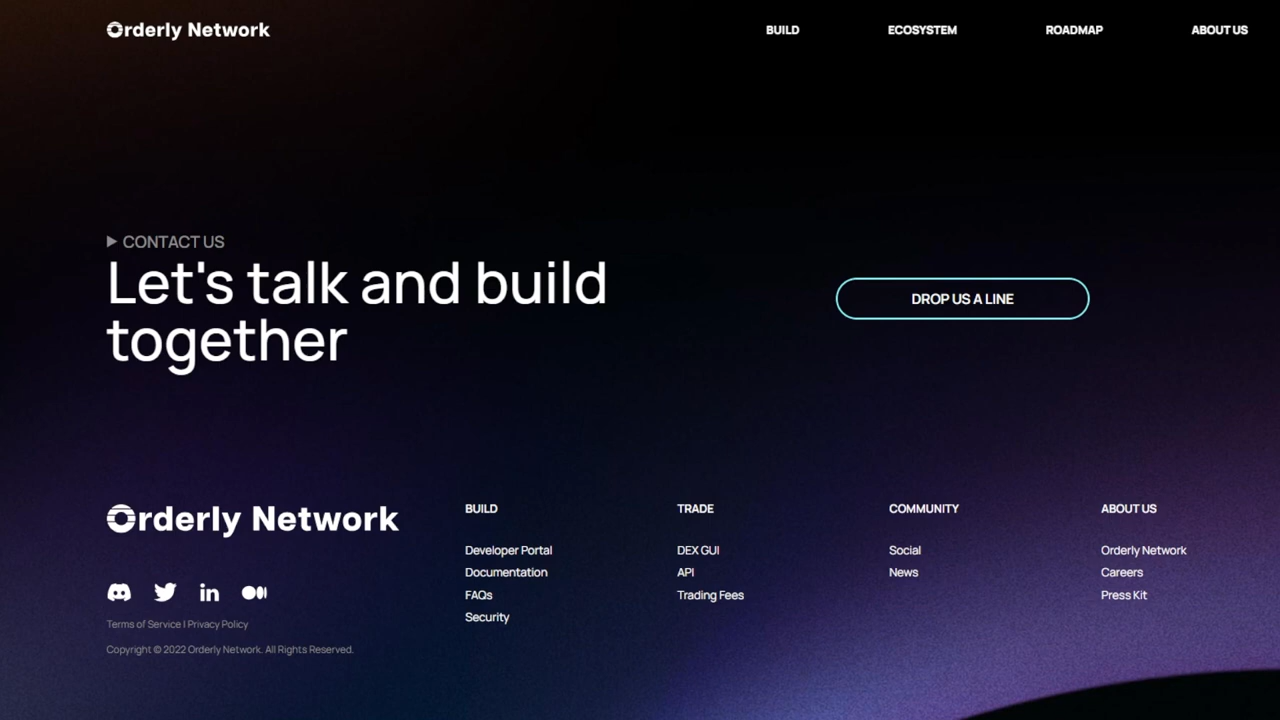 Orderly Network
BUILD
ECOSYSTEM
ROADMAP
ABOUT US
CONTACT US
Let's talk and build
together
DROP US A LINE
Orderly Network
Terms of Service I Privacy Policy
Copyright © 2022 Orderly Network. All Rights Reserved.
BUILD
Developer Portal
Documentation
FAQs
Security
TRADE
DEX GUI
API
Trading Fees
COMMUNITY
Social
News
ABOUT US
Orderly Network
Careers
Press Kit